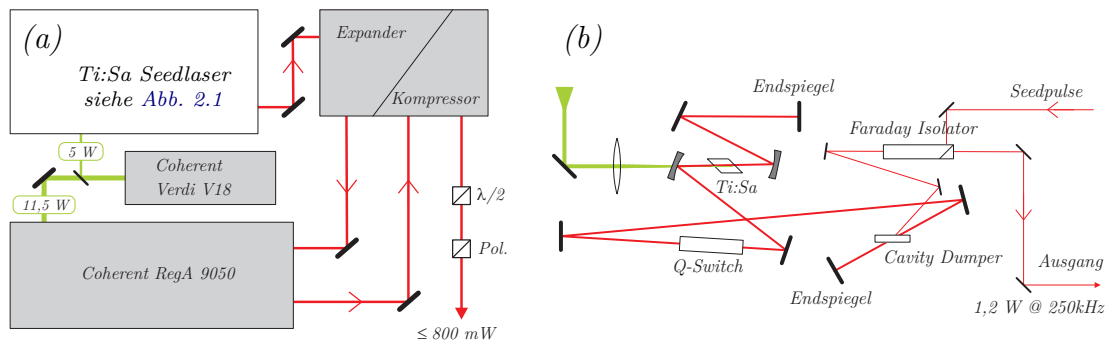 (a)
Ti:Sa Seedlaser
siehe Abb. 2.1
Expander
Kompressor
5 W
Coherent
Verdi V18
11,5 W
Coherent RegA 9050
λ/2
Pol.
≤ 800 mW
(b)
Endspiegel
Seedpulse
Faraday Isolator
Ti:Sa
Q-Switch
Cavity Dumper
Endspiegel
Ausgang
1,2 W @ 250kHz